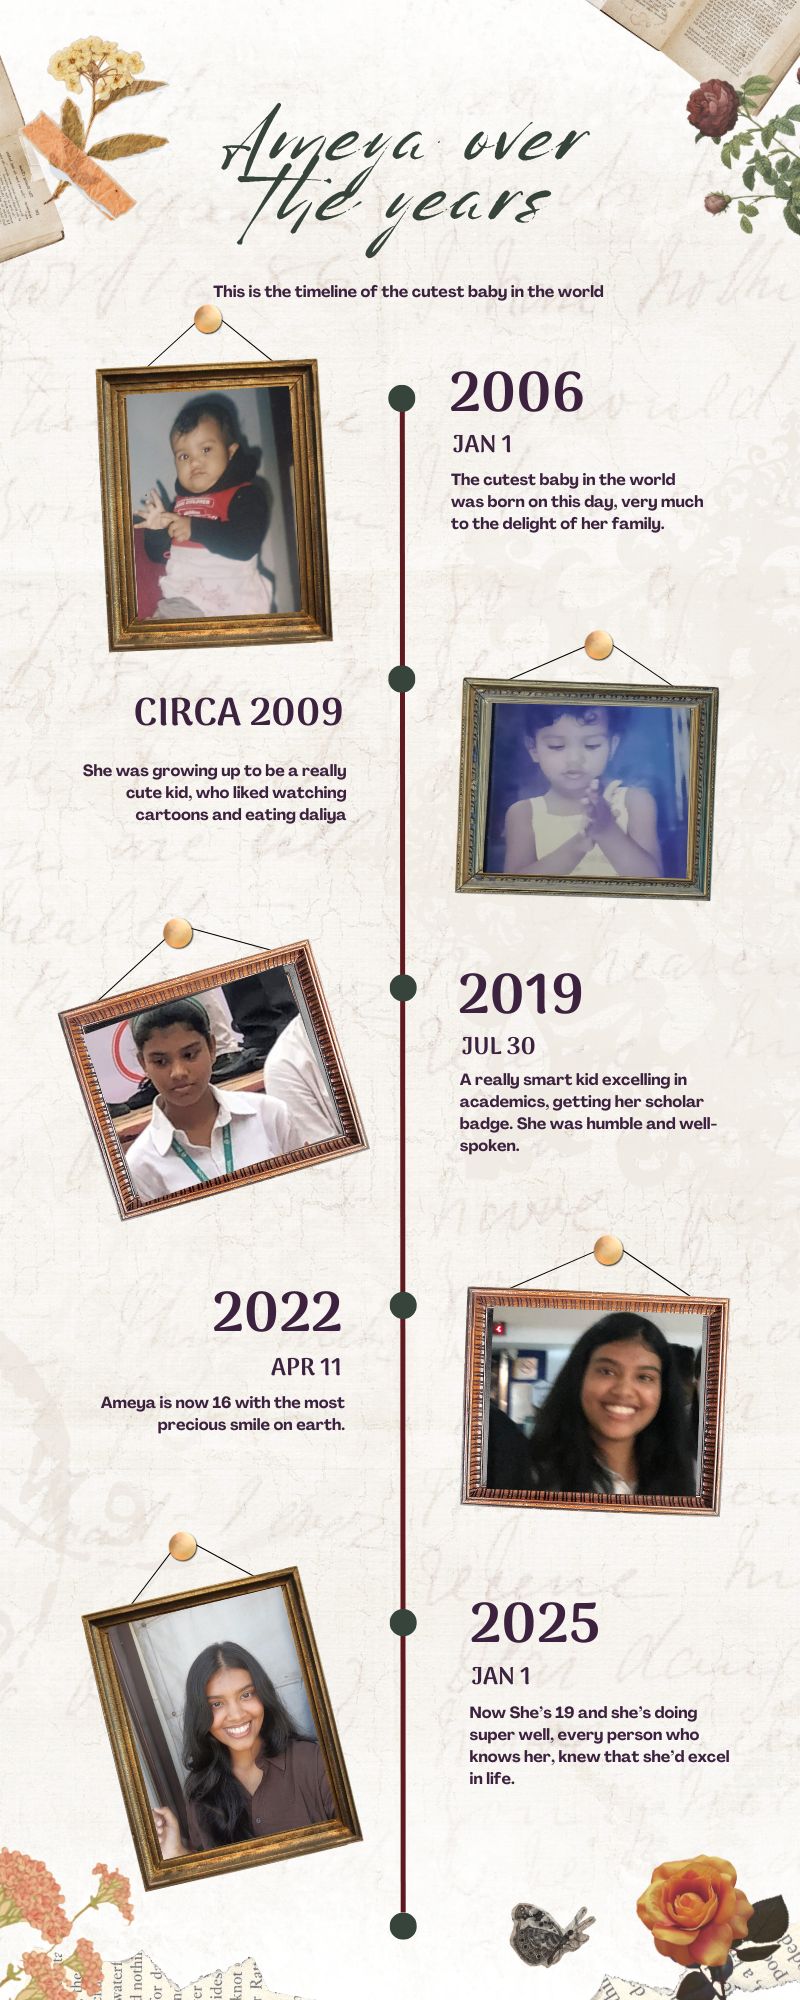 Ameya over
the years
This is the timeline of the cutest baby in the world
2006
JAN 1
The cutest baby in the world
was born on this day, very much
to the delight of her family.
CIRCA 2009
She was growing up to be a really
cute kid, who liked watching
cartoons and eating daliya
2019
JUL 30
A really smart kid excelling in
academics, getting her scholar
badge. She was humble and well-
spoken.
2022
APR 11
Ameya is now 16 with the most
precious smile on earth.
2025
JAN 1
Now She's 19 and she's doing
super well, every person who
knows her, knew that she'd excel
in life.